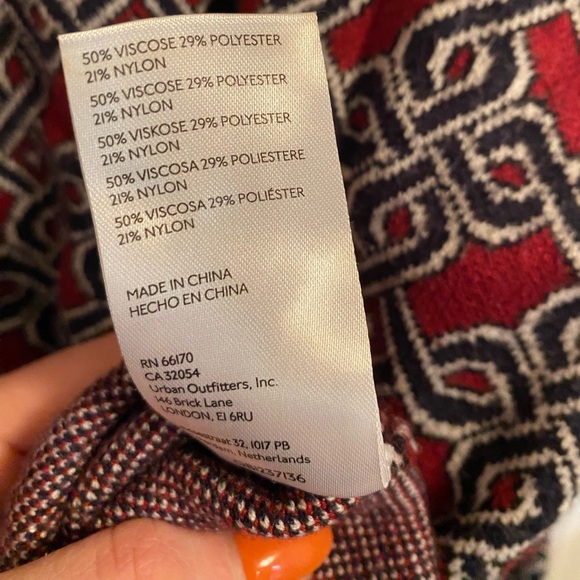 50% VISCOSE 29% POLYESTER
21% NYLON
50% VISCOSE 29% POLYESTER
21% NYLON
50% VISKOSE 29% POLYESTER
21% NYLON
50% VISCOSA 29% POLIESTERE
21% NYLON
50% VISCOSA 29% POLIÉSTER
21% NYLON
MADE IN CHINA
HECHO EN CHINA
RN 66170
CA 32054
Urban Outfitters, Inc.
146 Brick Lane
LONDON, E1 6RU
32, 1017 PB
Netherlands